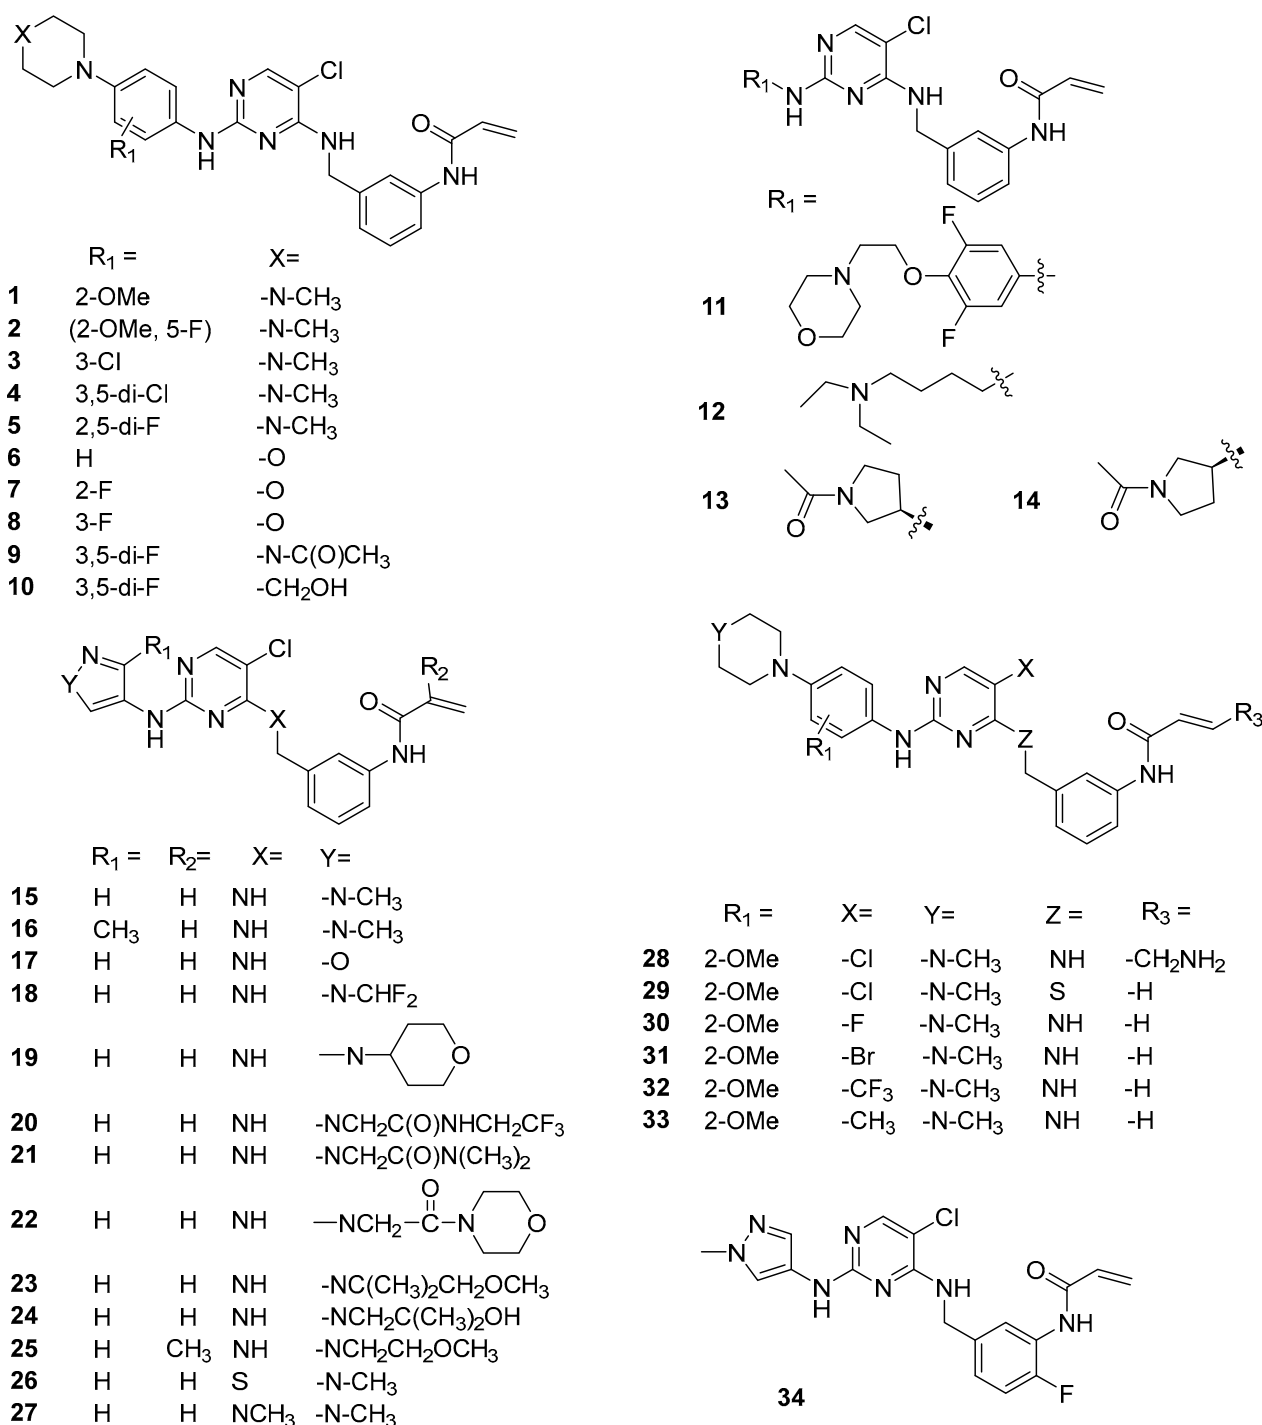 X
N
R1
N
H
N
N
Cl
NH
O
NH
R1 = X=
1 2-OMe -N-CH3
2 (2-OMe, 5-F) -N-CH3
3 3-Cl -N-CH3
4 3,5-di-Cl -N-CH3
5 2,5-di-F -N-CH3
6 H -O
7 2-F -O
8 3-F -O
9 3,5-di-F -N-C(O)CH3
10 3,5-di-F -CH2OH
R1
N
H
N
N
Cl
NH
O
NH
R1 =
11
N
O
O
F
F
12
N
13
O
N
14
O
N
N
Y
R1
N
H
N
N
Cl
X
O
R2
NH
R1 = R2= X= Y=
15 H H NH -N-CH3
16 CH3 H NH -N-CH3
17 H H NH -O
18 H H NH -N-CHF2
19 H H NH N O
20 H H NH -NCH2C(O)NHCH2CF3
21 H H NH -NCH2C(O)N(CH3)2
O
22 H H NH NCH2 C N O
23 H H NH -NC(CH3)2CH2OCH3
24 H H NH -NCH2C(CH3)2OH
25 H CH3 NH -NCH2CH2OCH3
26 H H S -N-CH3
27 H H NCH3 -N-CH3
Y
N
R1
N
H
N
N
X
Z
O
R3
NH
R1 = X= Y= Z = R3 =
28 2-OMe -Cl -N-CH3 NH -CH2NH2
29 2-OMe -Cl -N-CH3 S -H
30 2-OMe -F -N-CH3 NH -H
31 2-OMe -Br -N-CH3 NH -H
32 2-OMe -CF3 -N-CH3 NH -H
33 2-OMe -CH3 -N-CH3 NH -H
N
N
N
H
N
N
Cl
NH
O
NH
F
34